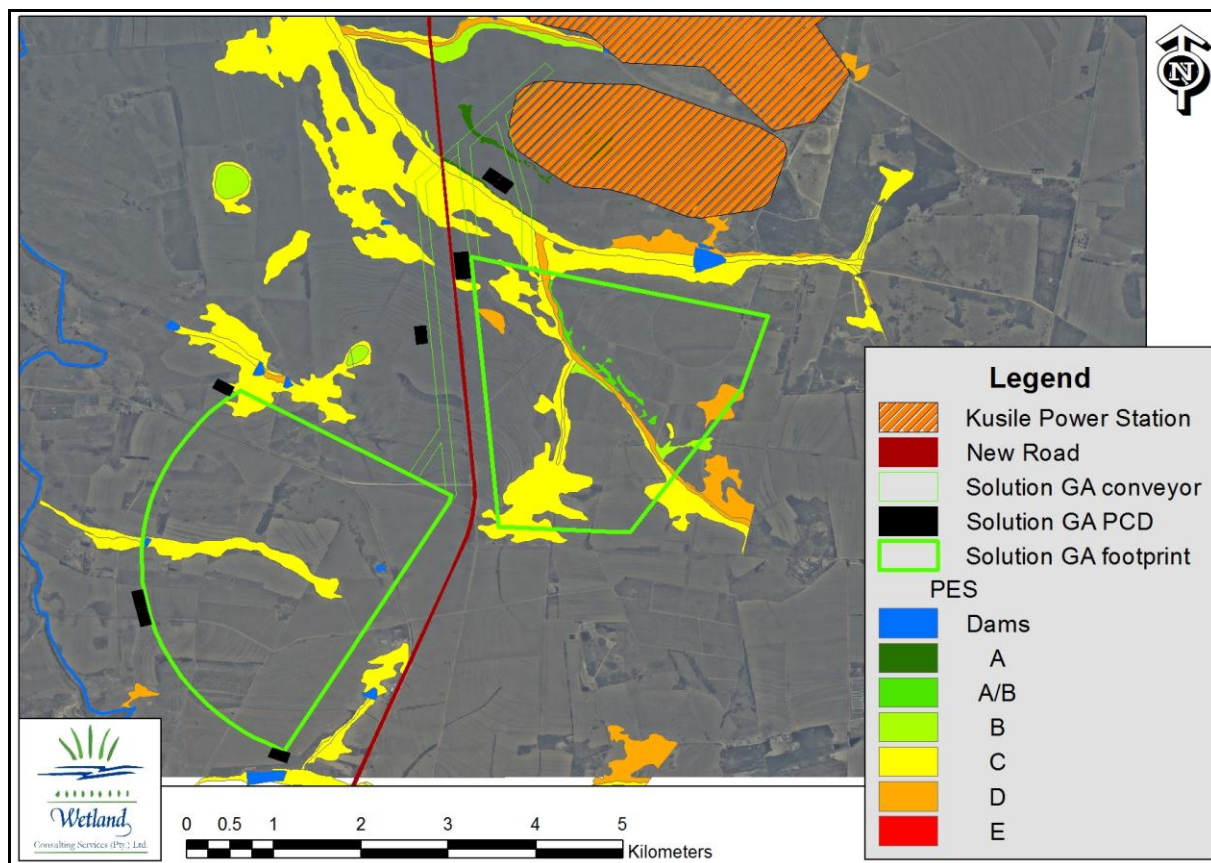 N
Legend
Kusile Power Station
New Road
Solution GA conveyor
Solution GA PCD
Solution GA footprint
PES
Dams
A
A/B
B
C
D
E
Wetland
Consulting Services (Pty.) Ltd.
0 0.5 1 2 3 4 5
Kilometers